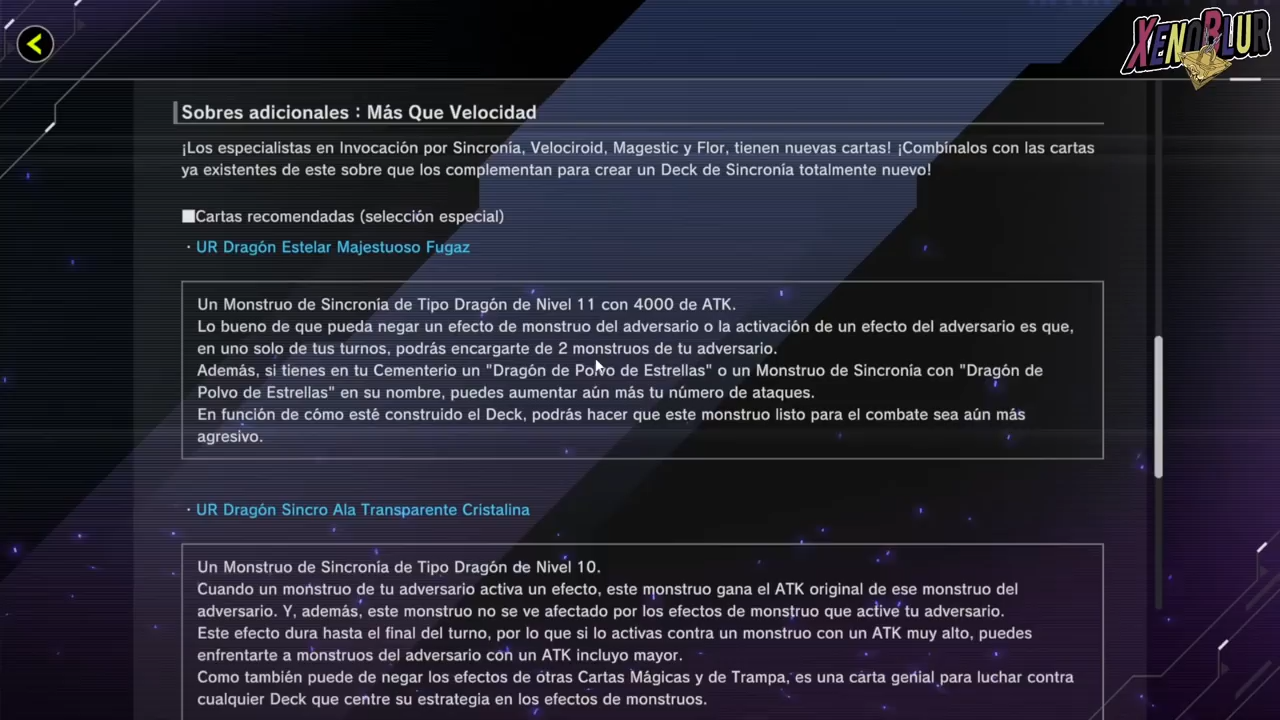 XENOBLUR
Sobres adicionales : Más Que Velocidad
¡Los especialistas en Invocación por Sincronía, Velociroid, Magestic y Flor, tienen nuevas cartas! ¡Combínalos con las cartas
ya existentes de este sobre que los complementan para crear un Deck de Sincronía totalmente nuevo!
■Cartas recomendadas (selección especial)
· UR Dragón Estelar Majestuoso Fugaz
Un Monstruo de Sincronía de Tipo Dragón de Nivel 11 con 4000 de ATK.
Lo bueno de que pueda negar un efecto de monstruo del adversario o la activación de un efecto del adversario es que,
en uno solo de tus turnos, podrás encargarte de 2 monstruos de tu adversario.
Además, si tienes en tu Cementerio un "Dragón de Polvo de Estrellas" o un Monstruo de Sincronía con "Dragón de
Polvo de Estrellas" en su nombre, puedes aumentar aún más tu número de ataques.
En función de cómo esté construido el Deck, podrás hacer que este monstruo listo para el combate sea aún más
agresivo.
· UR Dragón Sincro Ala Transparente Cristalina
Un Monstruo de Sincronía de Tipo Dragón de Nivel 10.
Cuando un monstruo de tu adversario activa un efecto, este monstruo gana el ATK original de ese monstruo del
adversario. Y, además, este monstruo no se ve afectado por los efectos de monstruo que active tu adversario.
Este efecto dura hasta el final del turno, por lo que si lo activas contra un monstruo con un ATK muy alto, puedes
enfrentarte a monstruos del adversario con un ATK incluyo mayor.
Como también puede de negar los efectos de otras Cartas Mágicas y de Trampa, es una carta genial para luchar contra
cualquier Deck que centre su estrategia en los efectos de monstruos.